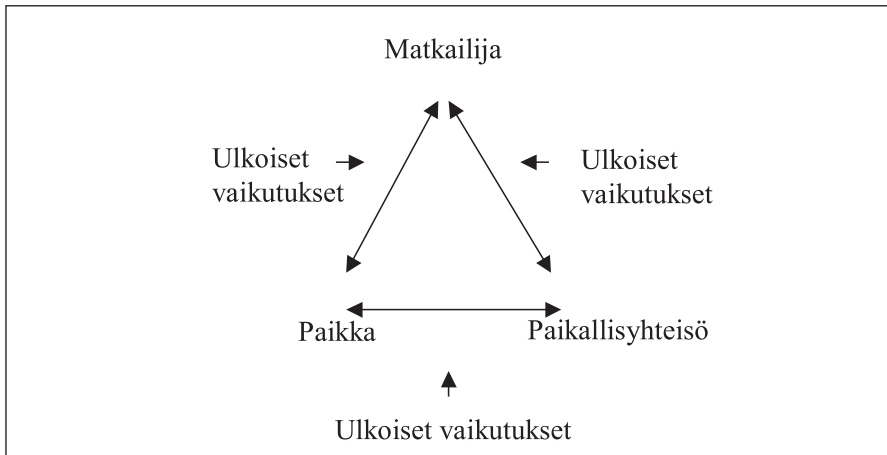 Matkailija
Ulkoiset
vaikutukset
Ulkoiset
vaikutukset
Paikka
Paikallisyhteisö
Ulkoiset vaikutukset